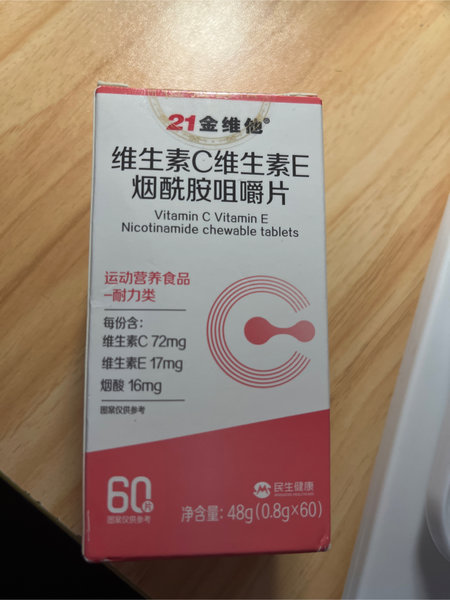 21金维他®
维生素C维生素E
烟酰胺咀嚼片
Vitamin C Vitamin E
Nicotinamide chewable tablets
运动营养食品
-耐力类
每份含:
维生素C 72mg
维生素E 17mg
烟酸 16mg
图案仅供参考
60片
图案仅供参考
民生健康
净含量: 48g(0.8g×60)